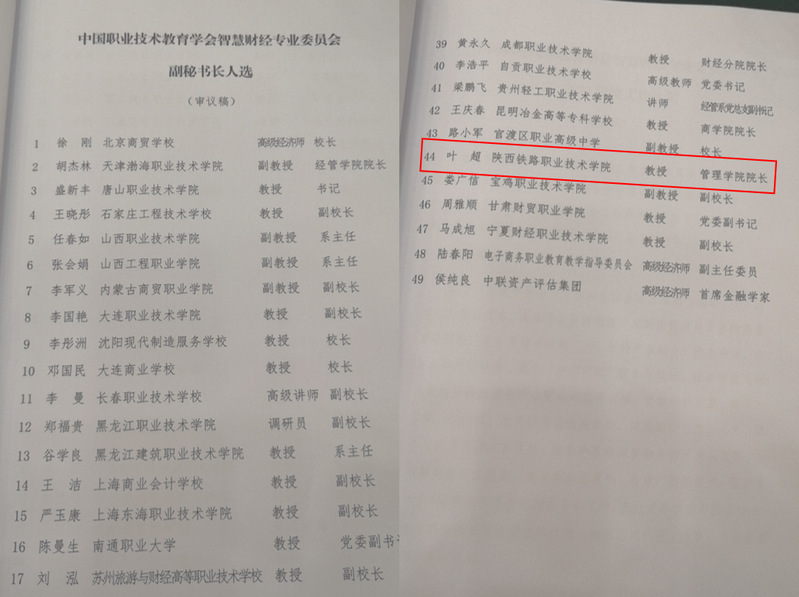 中国职业技术教育学会智慧财经专业委员会
副秘书长人选
（审议稿）
1 徐 刚 北京商贸学校 高级经济师 校长
2 胡杰林 天津渤海职业技术学院 副教授 经管学院院长
3 盛新丰 唐山职业技术学院 教授 书记
4 王晓彤 石家庄工程技术学校 教授 副校长
5 任春如 山西职业技术学院 副教授 系主任
6 张会娟 山西工程职业学院 副教授 系主任
7 李军义 内蒙古商贸职业学院 副教授 副院长
8 李国艳 大连职业技术学院 教授 副院长
9 李彤洲 沈阳现代制造服务学校 教授 校长
10 邓国民 大连商业学校 教授 校长
11 李 曼 长春职业技术学校 高级讲师 副校长
12 郑福贵 黑龙江职业技术学院 调研员 副院长
13 谷学良 黑龙江建筑职业技术学院 教授 系主任
14 王 洁 上海商业会计学校 教授 副校长
15 严玉康 上海东海职业技术学院 教授 副校长
16 陈曼生 南通职业大学 教授 党委副书记
17 刘 泓 苏州旅游与财经高等职业技术学校 教授 副校长
39 黄永久 成都职业技术学院 教授 财经分院院长
40 李浩平 自贡职业技术学校 高级教师 党委书记
41 梁鹏飞 贵州轻工职业技术学院 讲师 经管系党总支副书记
42 王庆春 昆明冶金高等专科学校 教授 商学院院长
43 路小军 官渡区职业高级中学 副教授 校长
44 叶 超 陕西铁路职业技术学院 教授 管理学院院长
45 娄广信 宝鸡职业技术学院 副教授 副校长
46 周雅顺 甘肃财贸职业学院 教授 党委副书记
47 马成旭 宁夏财经职业技术学院 教授 副校长
48 陆春阳 电子商务职业教育教学指导委员会 高级经济师 副主任委员
49 侯纯良 中联资产评估集团 高级经济师 首席金融学家